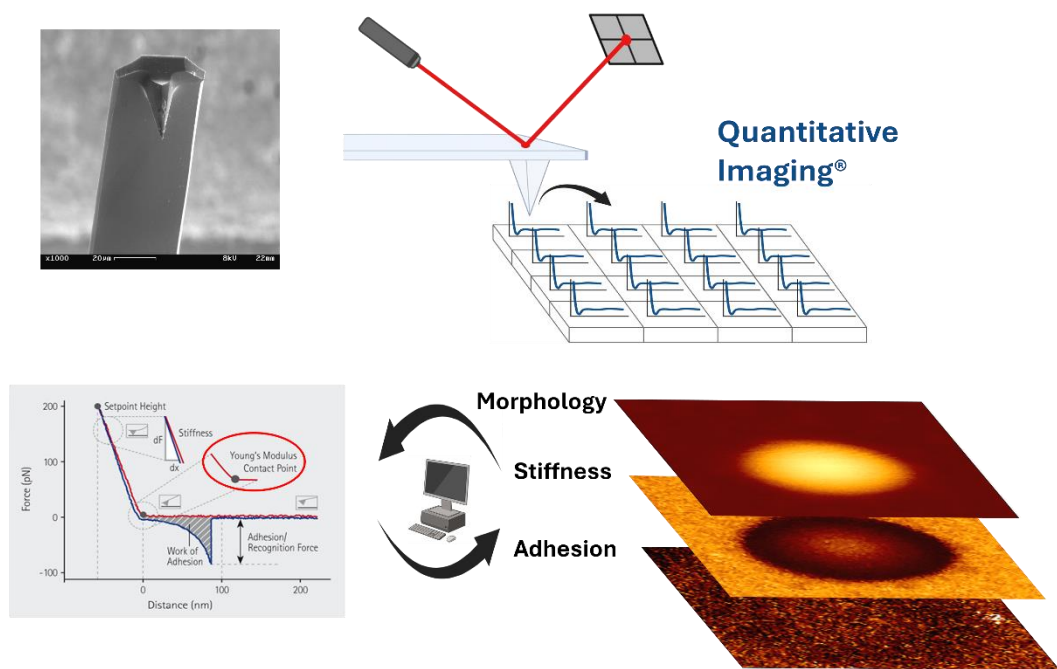 x1000 20µm 8kV 22mm
Quantitative
Imaging®
Setpoint Height
Stiffness
dF
dx
Young's Modulus
Contact Point
Work of
Adhesion
Adhesion/
Recognition Force
200
100
0
-100
Force (pN)
0 100 200
Distance (nm)
Morphology
Stiffness
Adhesion